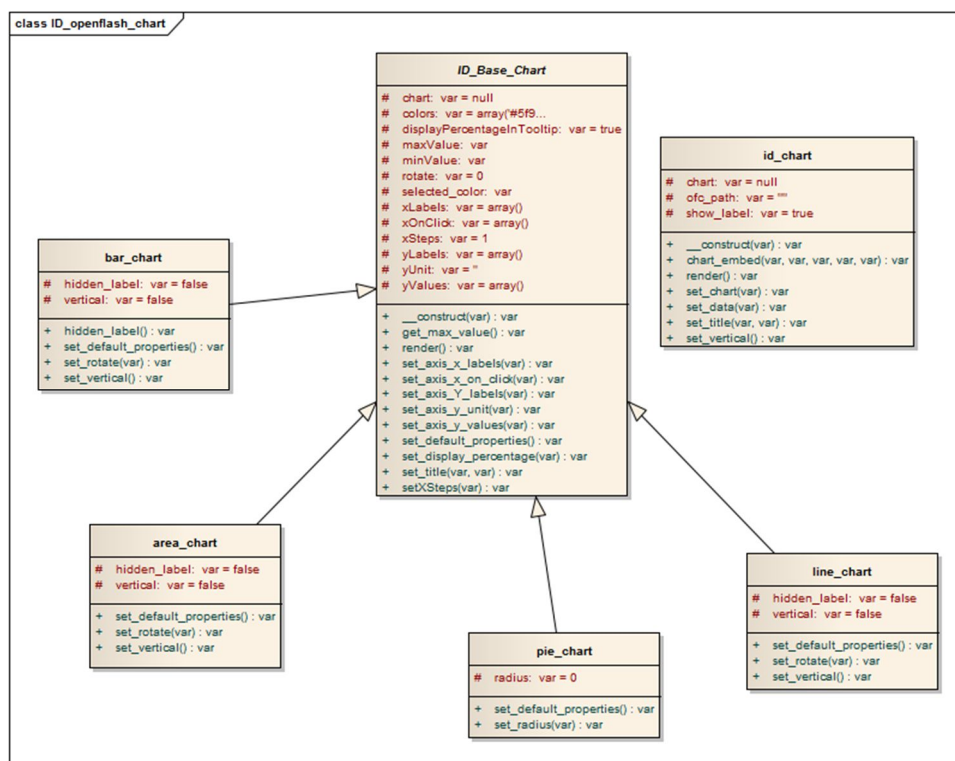 class ID_openflash_chart
ID_Base_Chart
# chart: var = null
# colors: var = array('#5f9...
# displayPercentageInTooltip: var = true
# maxValue: var
# minValue: var
# rotate: var = 0
# selected_color: var
# xLabels: var = array()
# xOnClick: var = array()
# xSteps: var = 1
# yLabels: var = array()
# yUnit: var = ''
# yValues: var = array()
+ __construct(var) : var
+ get_max_value() : var
+ render() : var
+ set_axis_x_labels(var) : var
+ set_axis_x_on_click(var) : var
+ set_axis_Y_labels(var) : var
+ set_axis_y_unit(var) : var
+ set_axis_y_values(var) : var
+ set_default_properties() : var
+ set_display_percentage(var) : var
+ set_title(var, var) : var
+ setXSteps(var) : var
id_chart
# chart: var = null
# ofc_path: var = ""
# show_label: var = true
+ __construct(var) : var
+ chart_embed(var, var, var, var, var) : var
+ render() : var
+ set_chart(var) : var
+ set_data(var) : var
+ set_title(var, var) : var
+ set_vertical() : var
bar_chart
# hidden_label: var = false
# vertical: var = false
+ hidden_label() : var
+ set_default_properties() : var
+ set_rotate(var) : var
+ set_vertical() : var
area_chart
# hidden_label: var = false
# vertical: var = false
+ set_default_properties() : var
+ set_rotate(var) : var
+ set_vertical() : var
pie_chart
# radius: var = 0
+ set_default_properties() : var
+ set_radius(var) : var
line_chart
# hidden_label: var = false
# vertical: var = false
+ set_default_properties() : var
+ set_rotate(var) : var
+ set_vertical() : var